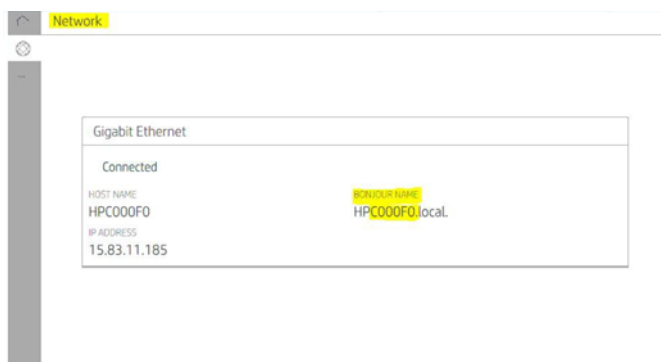 Network
Gigabit Ethernet
Connected
HOST NAME
HPC000F0
BONJOUR NAME
HPC000F0.local.
IP ADDRESS
15.83.11.185